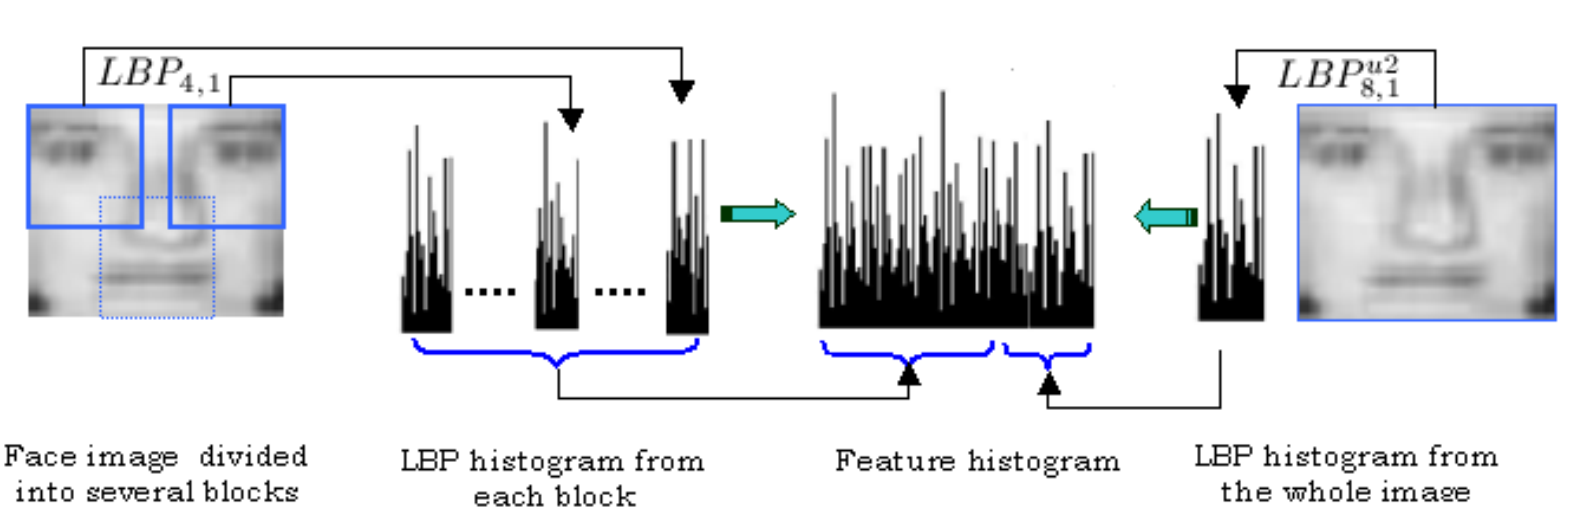 LBP4,1
LBP8,1u2
Face image divided
into several blocks
LBP histogram from
each block
Feature histogram
LBP histogram from
the whole image